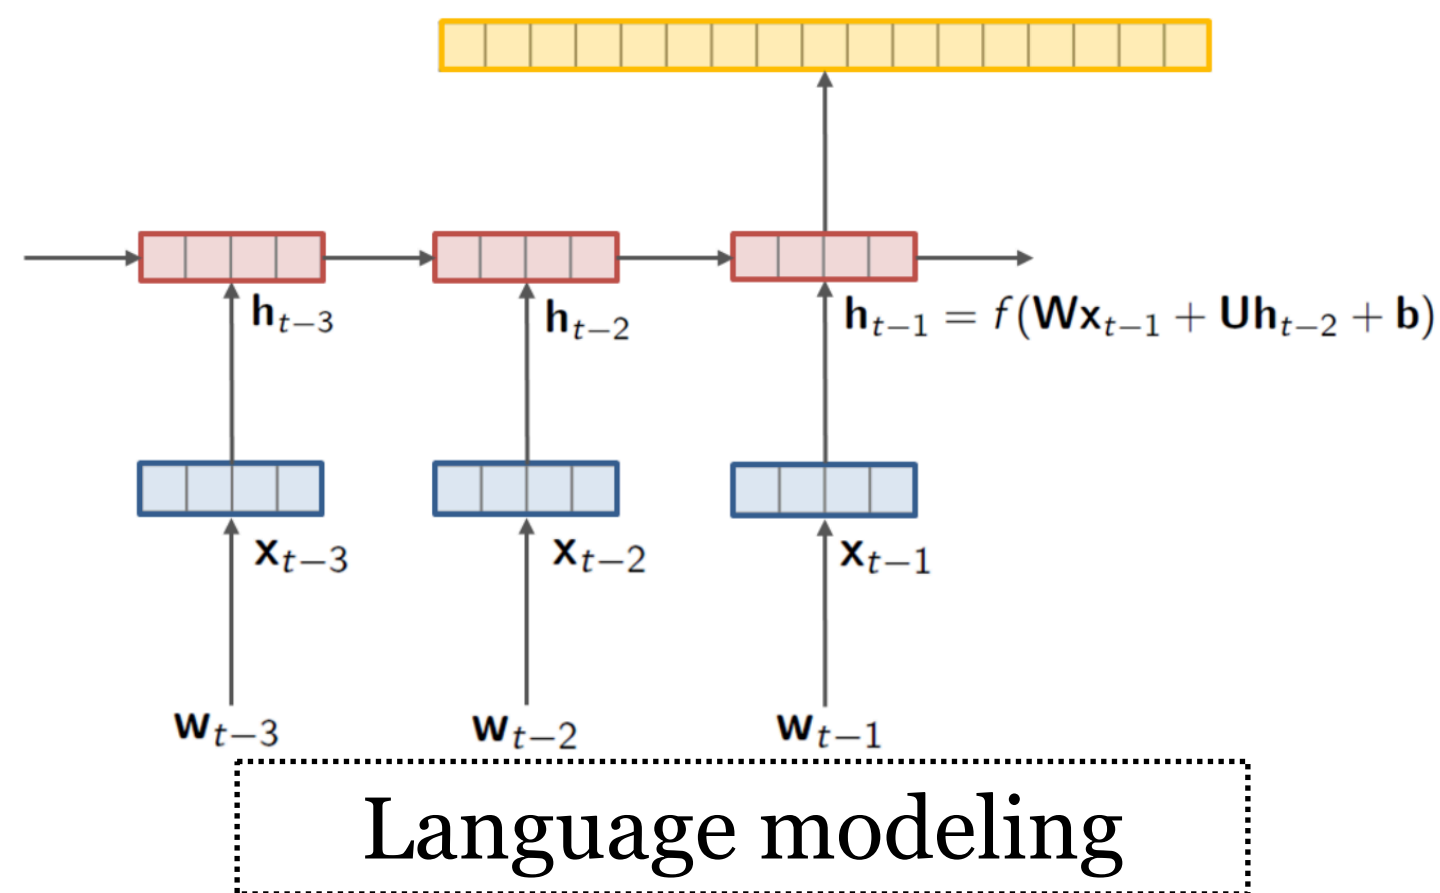 h_{t−3} h_{t−2} h_{t−1} = f(Wx_{t−1} + Uh_{t−2} + b)
x_{t−3} x_{t−2} x_{t−1}
w_{t−3} w_{t−2} w_{t−1}
Language modeling